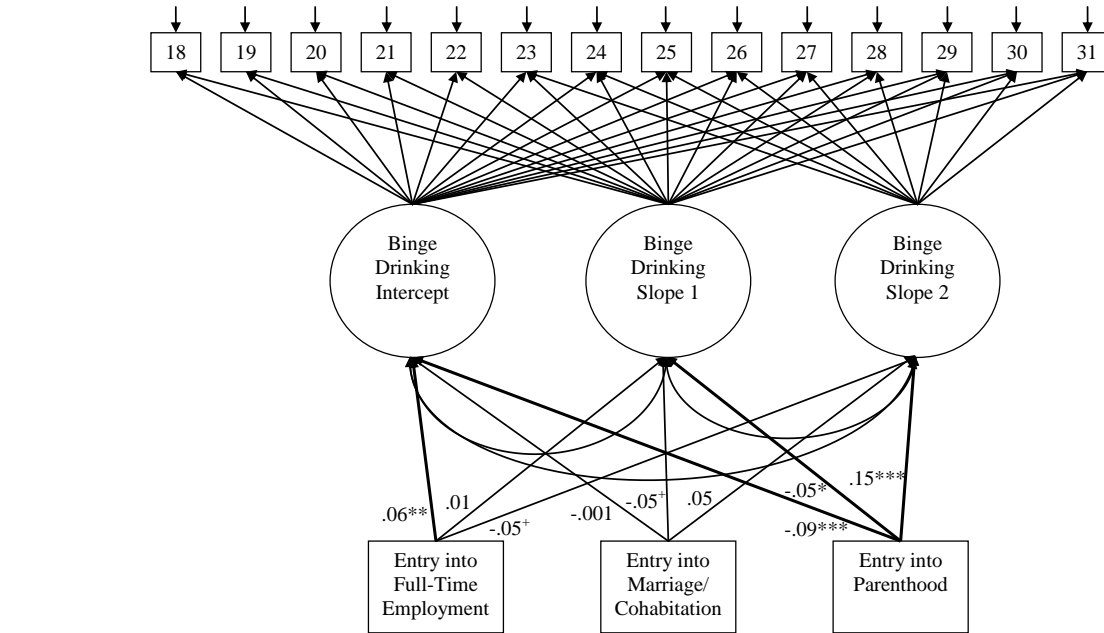 18 19 20 21 22 23 24 25 26 27 28 29 30 31
Binge
Drinking
Intercept
Binge
Drinking
Slope 1
Binge
Drinking
Slope 2
.06**
.01
-.05⁺
-.001
-.05⁺
.05
-.05*
-.09***
.15***
Entry into
Full-Time
Employment
Entry into
Marriage/
Cohabitation
Entry into
Parenthood